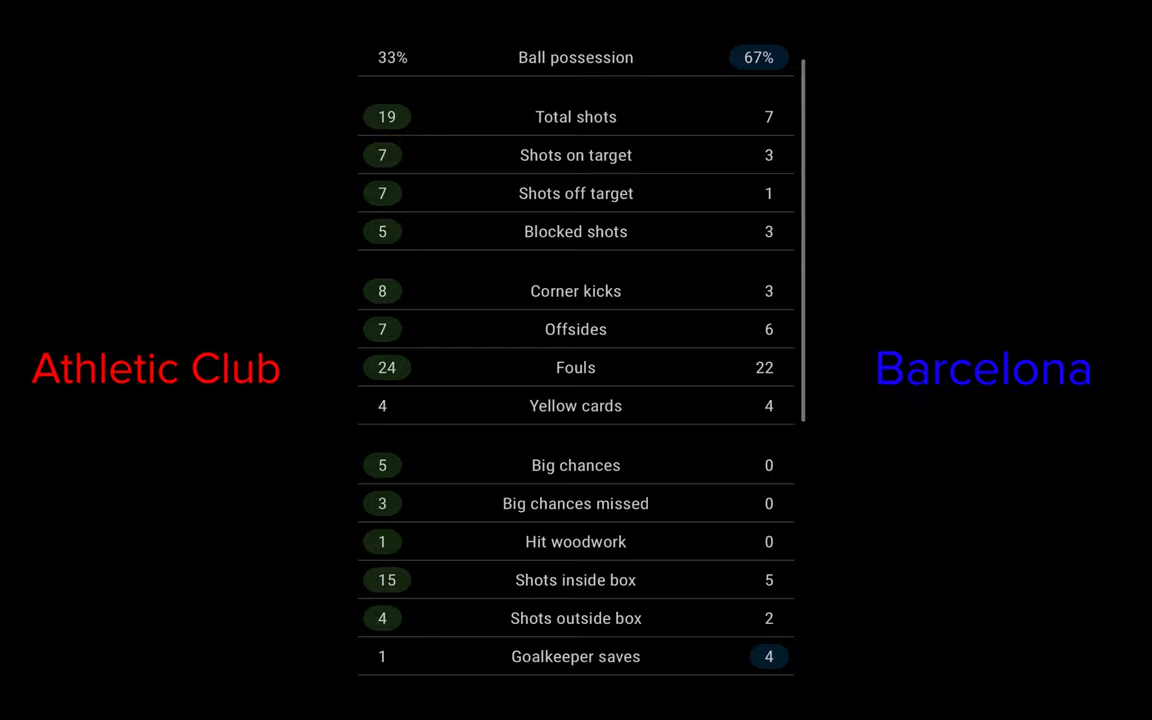 33% Ball possession 67%
19 Total shots 7
7 Shots on target 3
7 Shots off target 1
5 Blocked shots 3
8 Corner kicks 3
7 Offsides 6
24 Fouls 22
4 Yellow cards 4
5 Big chances 0
3 Big chances missed 0
1 Hit woodwork 0
15 Shots inside box 5
4 Shots outside box 2
1 Goalkeeper saves 4
Athletic Club
Barcelona